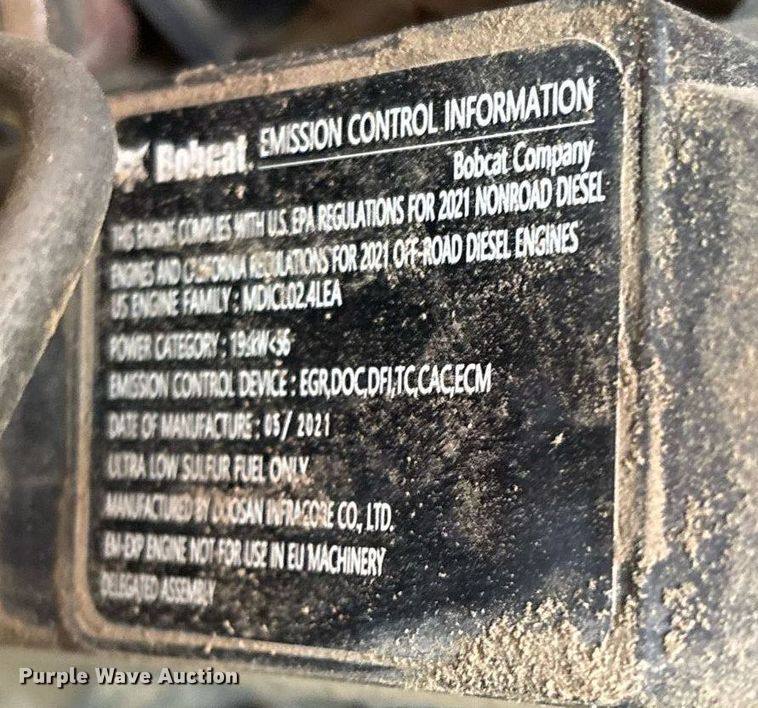 Bobcat. EMISSION CONTROL INFORMATION
Bobcat Company
THIS ENGINE COMPLIES WITH U.S. EPA REGULATIONS FOR 2021 NONROAD DIESEL
ENGINES AND CALIFORNIA REGULATIONS FOR 2021 OFF-ROAD DIESEL ENGINES
US ENGINE FAMILY : MDICL02.4LEA
POWER CATEGORY : 19≤kW<56
EMISSION CONTROL DEVICE : EGR,DOC,DFI,TC,CAC,ECM
DATE OF MANUFACTURE : 05/ 2021
ULTRA LOW SULFUR FUEL ONLY
MANUFACTURED BY DOOSAN INFRACORE CO., LTD.
EM-EXP ENGINE NOT FOR USE IN EU MACHINERY
DELEGATED ASSEMBLY
Purple Wave Auction